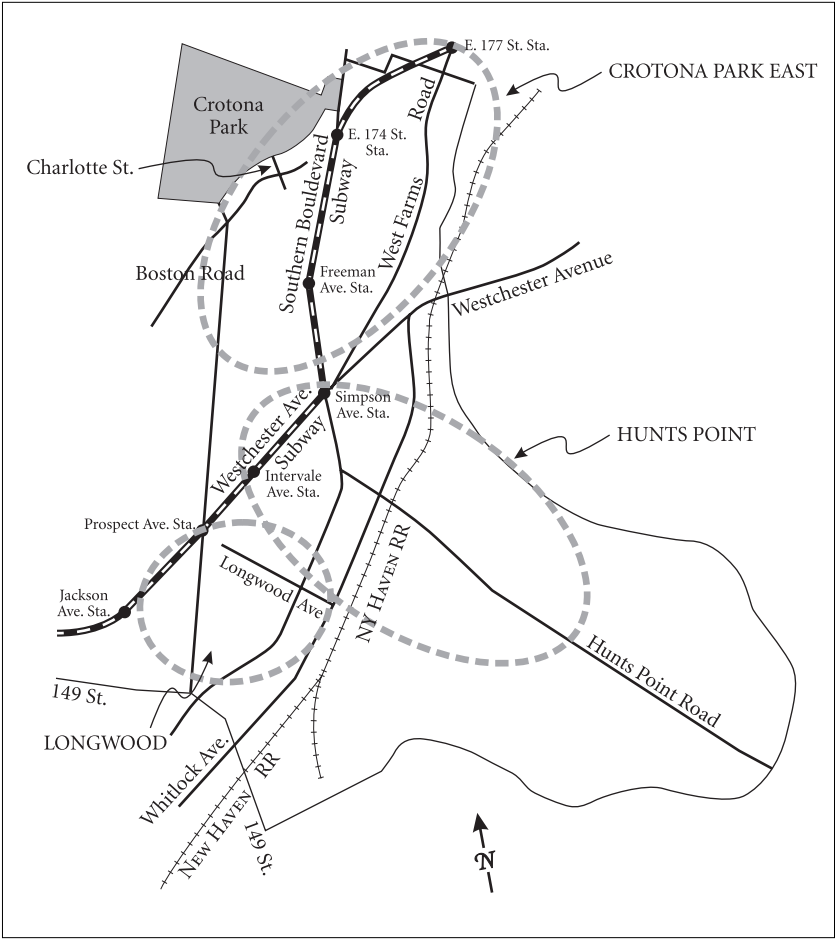 E. 177 St. Sta.
CROTONA PARK EAST
Crotona
Park
Road
E. 174 St.
Sta.
Charlotte St.
Southern Bouldevard
Subway
West Farms
Boston Road
Freeman
Ave. Sta.
Westchester Avenue
Simpson
Ave. Sta.
Westchester Ave.
Subway
HUNTS POINT
Intervale
Ave. Sta.
Prospect Ave. Sta.
Longwood Ave
NY HAVEN RR
Jackson
Ave. Sta.
Hunts Point Road
149 St.
LONGWOOD
Whitlock Ave.
NEW HAVEN RR
149 St.
N